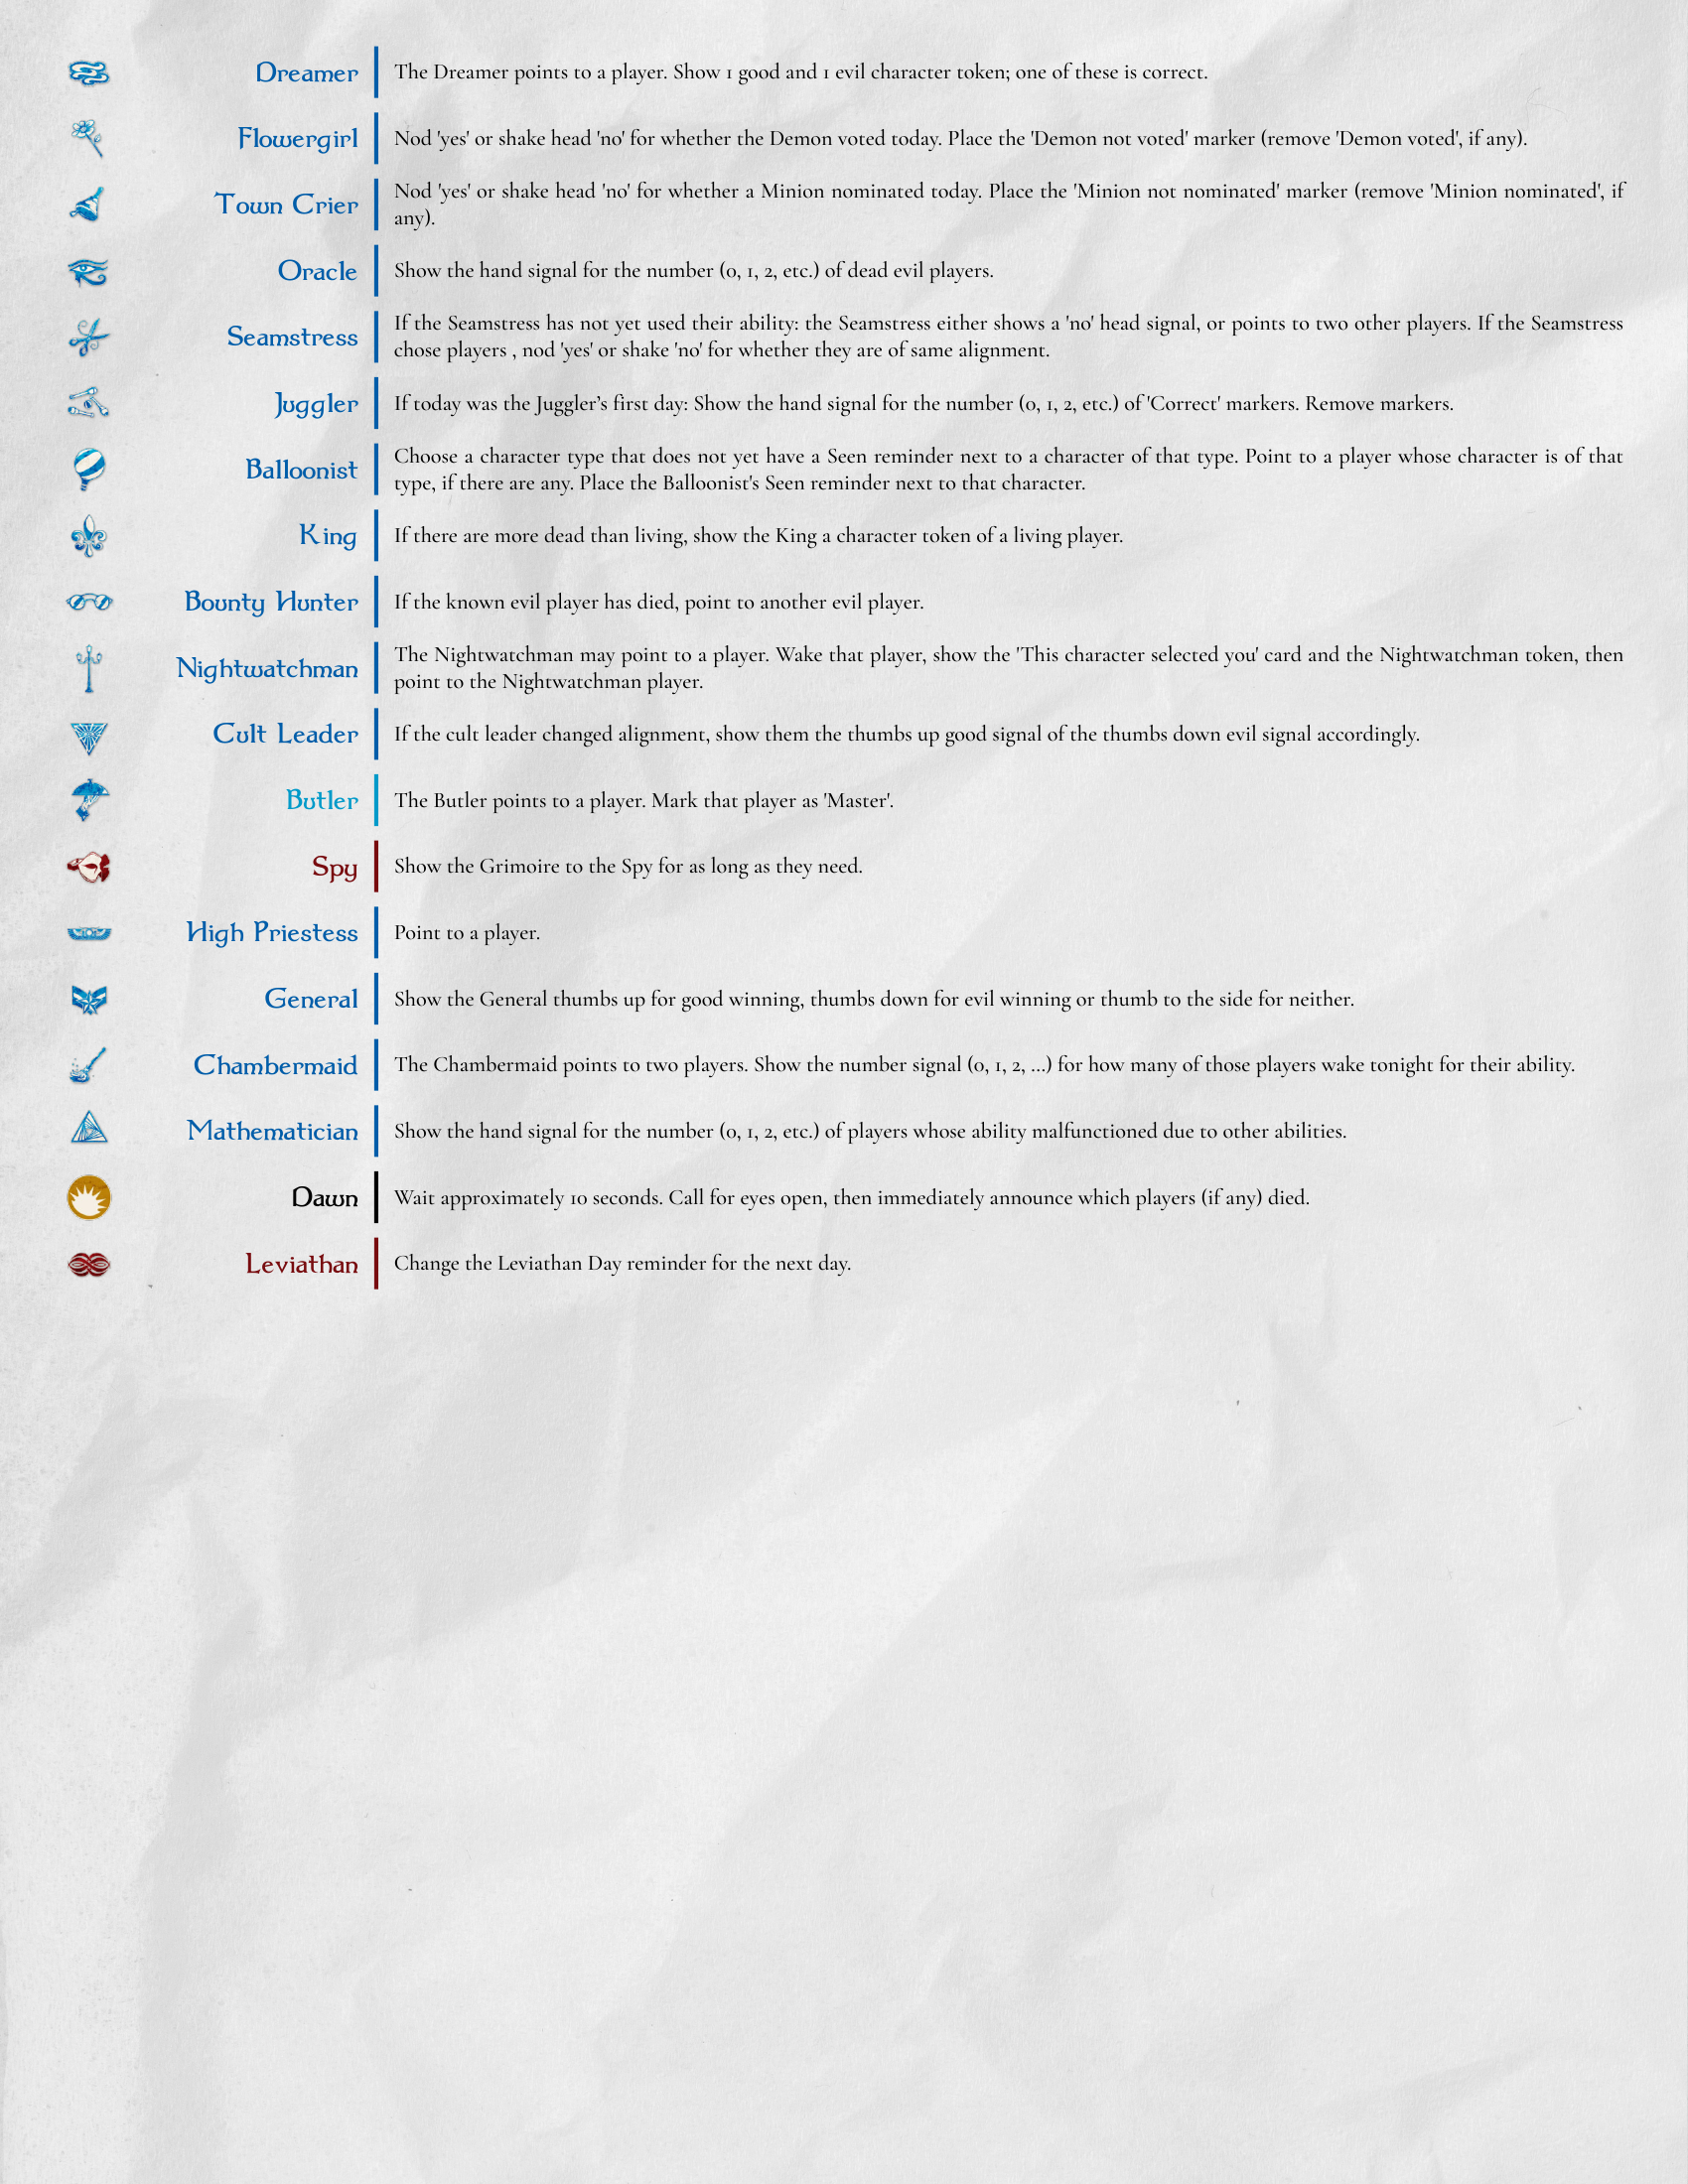 Dreamer
The Dreamer points to a player. Show 1 good and 1 evil character token; one of these is correct.
Flowergirl
Nod 'yes' or shake head 'no' for whether the Demon voted today. Place the 'Demon not voted' marker (remove 'Demon voted', if any).
Town Crier
Nod 'yes' or shake head 'no' for whether a Minion nominated today. Place the 'Minion not nominated' marker (remove 'Minion nominated', if
any).
Oracle
Show the hand signal for the number (0, 1, 2, etc.) of dead evil players.
Seamstress
If the Seamstress has not yet used their ability: the Seamstress either shows a 'no' head signal, or points to two other players. If the Seamstress
chose players , nod 'yes' or shake 'no' for whether they are of same alignment.
Juggler
If today was the Juggler’s first day: Show the hand signal for the number (0, 1, 2, etc.) of 'Correct' markers. Remove markers.
Balloonist
Choose a character type that does not yet have a Seen reminder next to a character of that type. Point to a player whose character is of that
type, if there are any. Place the Balloonist's Seen reminder next to that character.
King
If there are more dead than living, show the King a character token of a living player.
Bounty Hunter
If the known evil player has died, point to another evil player.
Nightwatchman
The Nightwatchman may point to a player. Wake that player, show the 'This character selected you' card and the Nightwatchman token, then
point to the Nightwatchman player.
Cult Leader
If the cult leader changed alignment, show them the thumbs up good signal of the thumbs down evil signal accordingly.
Butler
The Butler points to a player. Mark that player as 'Master'.
Spy
Show the Grimoire to the Spy for as long as they need.
High Priestess
Point to a player.
General
Show the General thumbs up for good winning, thumbs down for evil winning or thumb to the side for neither.
Chambermaid
The Chambermaid points to two players. Show the number signal (0, 1, 2, …) for how many of those players wake tonight for their ability.
Mathematician
Show the hand signal for the number (0, 1, 2, etc.) of players whose ability malfunctioned due to other abilities.
Dawn
Wait approximately 10 seconds. Call for eyes open, then immediately announce which players (if any) died.
Leviathan
Change the Leviathan Day reminder for the next day.